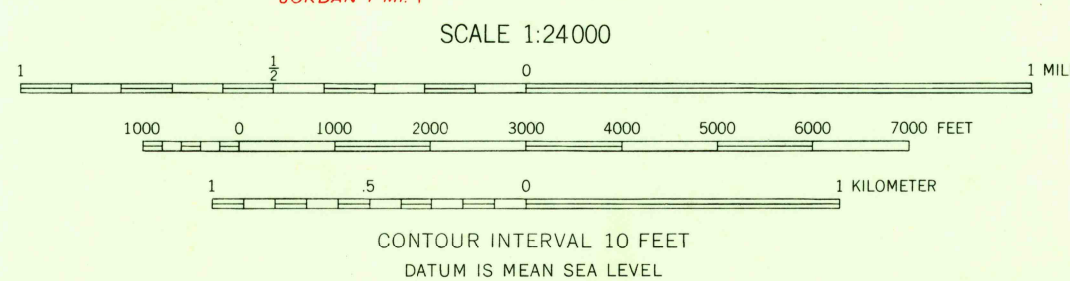 SCALE 1:24000
1 ½ 0 1 MIL
1000 0 1000 2000 3000 4000 5000 6000 7000 FEET
1 .5 0 1 KILOMETER
CONTOUR INTERVAL 10 FEET
DATUM IS MEAN SEA LEVEL